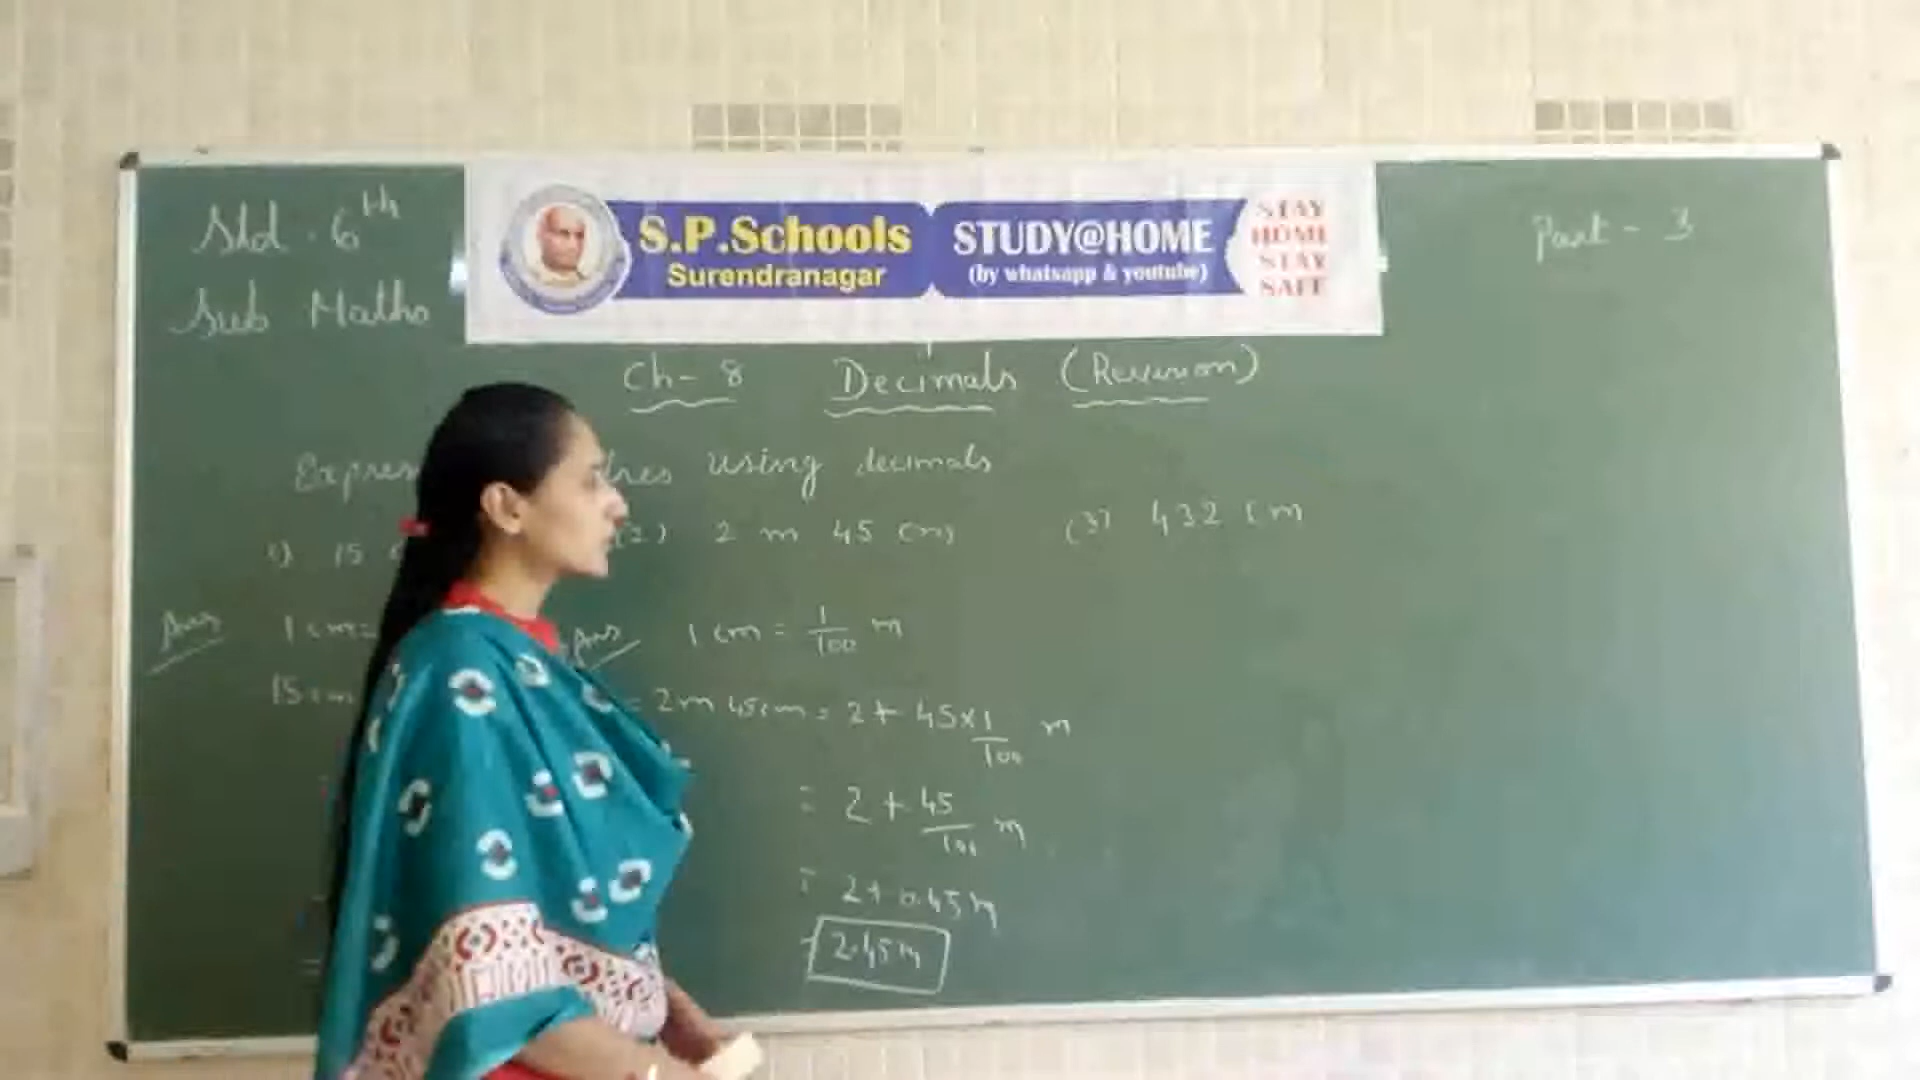 Std. 6th
Sub Maths
S.P.Schools
Surendranagar
STUDY@HOME
(by whatsapp & youtube)
STAY
HOME
STAY
SAFE
Part - 3
Ch- 8 Decimals (Revision)
using decimals
1) 15
(2) 2 m 45 cm
(3) 432 cm
Ans 1 cm=
15 cm
Ans 1 cm = 1/100 m
= 2m 45cm = 2 + 45 x 1/100 m
= 2 + 45/100 m
= 2 + 0.45 m
= 2.45 m